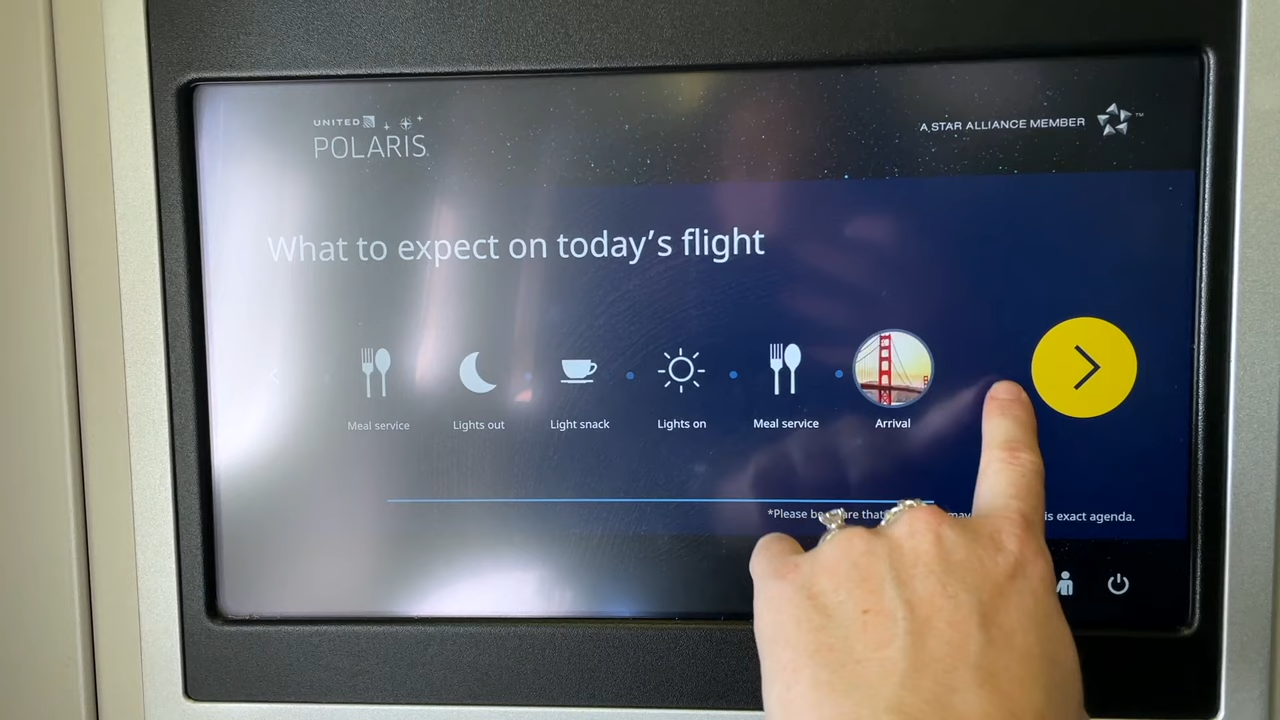 UNITED
POLARIS
A STAR ALLIANCE MEMBER ™
What to expect on today's flight
Meal service
Lights out
Light snack
Lights on
Meal service
Arrival
*Please be that may is exact agenda.